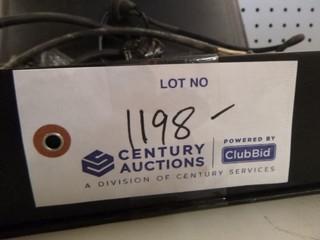 LOT NO
1198 -
CENTURY
AUCTIONS
POWERED BY
ClubBid
A DIVISION OF CENTURY SERVICES